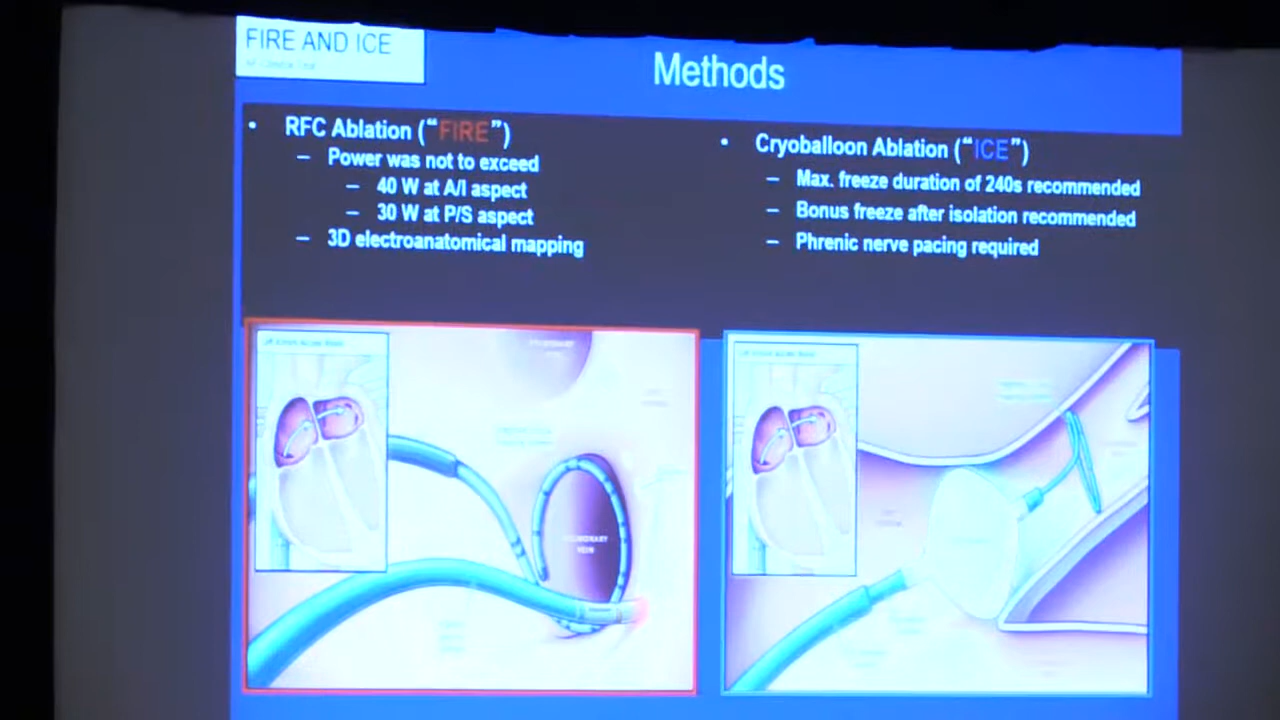 FIRE AND ICE
Methods
• RFC Ablation (“FIRE”)
– Power was not to exceed
– 40 W at A/I aspect
– 30 W at P/S aspect
– 3D electroanatomical mapping
• Cryoballoon Ablation (“ICE”)
– Max. freeze duration of 240s recommended
– Bonus freeze after isolation recommended
– Phrenic nerve pacing required
PULMONARY
VEIN